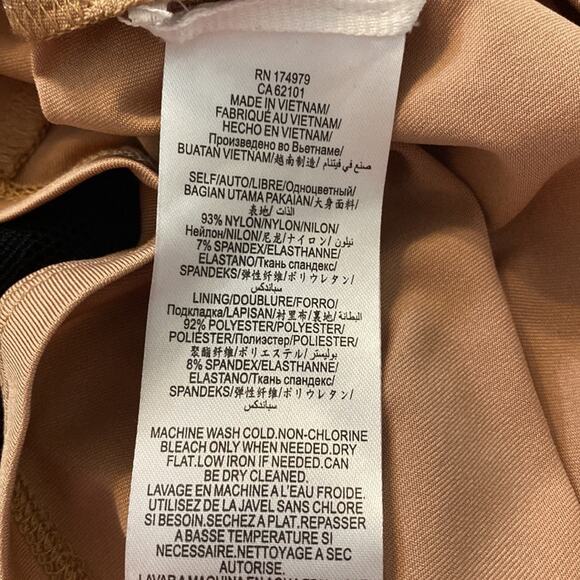 RN 174979
CA 62101
MADE IN VIETNAM/
FABRIQUÉ AU VIETNAM/
HECHO EN VIETNAM/
Произведено во Вьетнаме/
BUATAN VIETNAM/越南制造/ صنع في فيتنام
SELF/AUTO/LIBRE/Одноцветный/
BAGIAN UTAMA PAKAIAN/大身面料/
表地/ الذات/
93% NYLON/NYLON/NILON/
Нейлон/NILON/尼龙/ナイロン/ نيلون
7% SPANDEX/ELASTHANNE/
ELASTANO/Ткань спандекс/
SPANDEKS/弹性纤维/ポリウレタン/
سباندكس
LINING/DOUBLURE/FORRO/
Подкладка/LAPISAN/衬里布/裏地/ البطانة/
92% POLYESTER/POLYESTER/
POLIÉSTER/Полиэстер/POLIESTER/
聚酯纤维/ポリエステル/ بوليستر
8% SPANDEX/ELASTHANNE/
ELASTANO/Ткань спандекс/
SPANDEKS/弹性纤维/ポリウレタン/
سباندكس
MACHINE WASH COLD.NON-CHLORINE
BLEACH ONLY WHEN NEEDED.DRY
FLAT.LOW IRON IF NEEDED.CAN
BE DRY CLEANED.
LAVAGE EN MACHINE A L'EAU FROIDE.
UTILISEZ DE LA JAVEL SANS CHLORE
SI BESOIN.SECHEZ A PLAT.REPASSER
A BASSE TEMPERATURE SI
NECESSAIRE.NETTOYAGE A SEC
AUTORISE.
LAVAR A MAQUINA EN AGUA